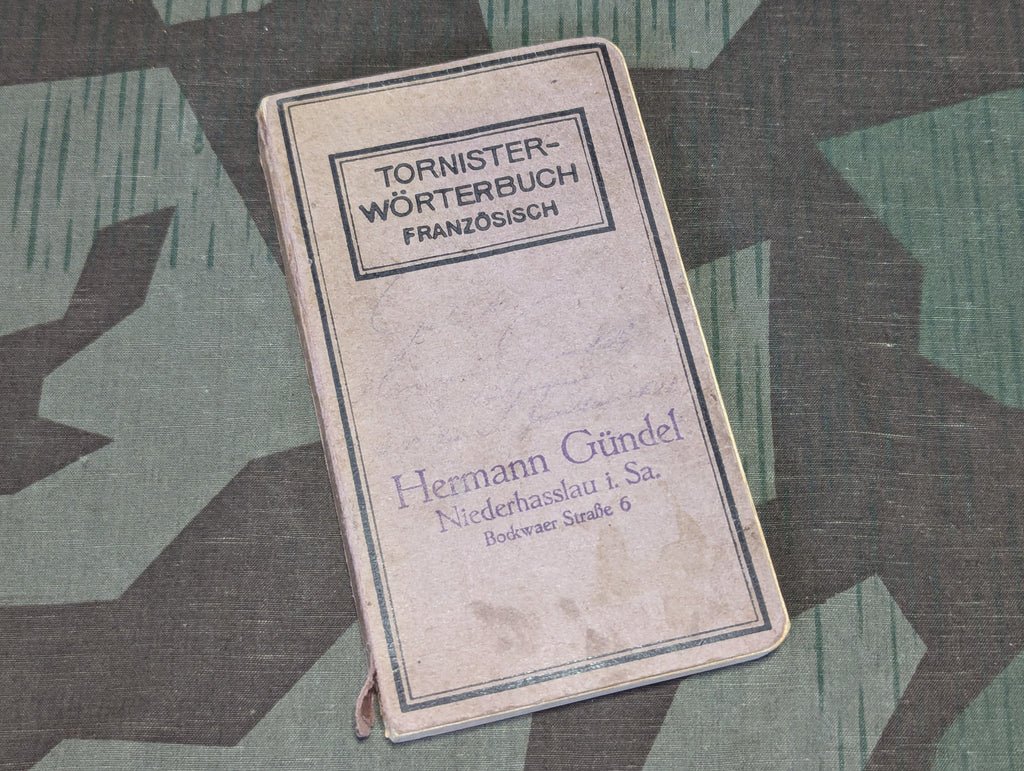 TORNISTER-
WÖRTERBUCH
FRANZÖSISCH
Hermann Gündel
Niederhasslau i. Sa.
Bockwaer Straße 6